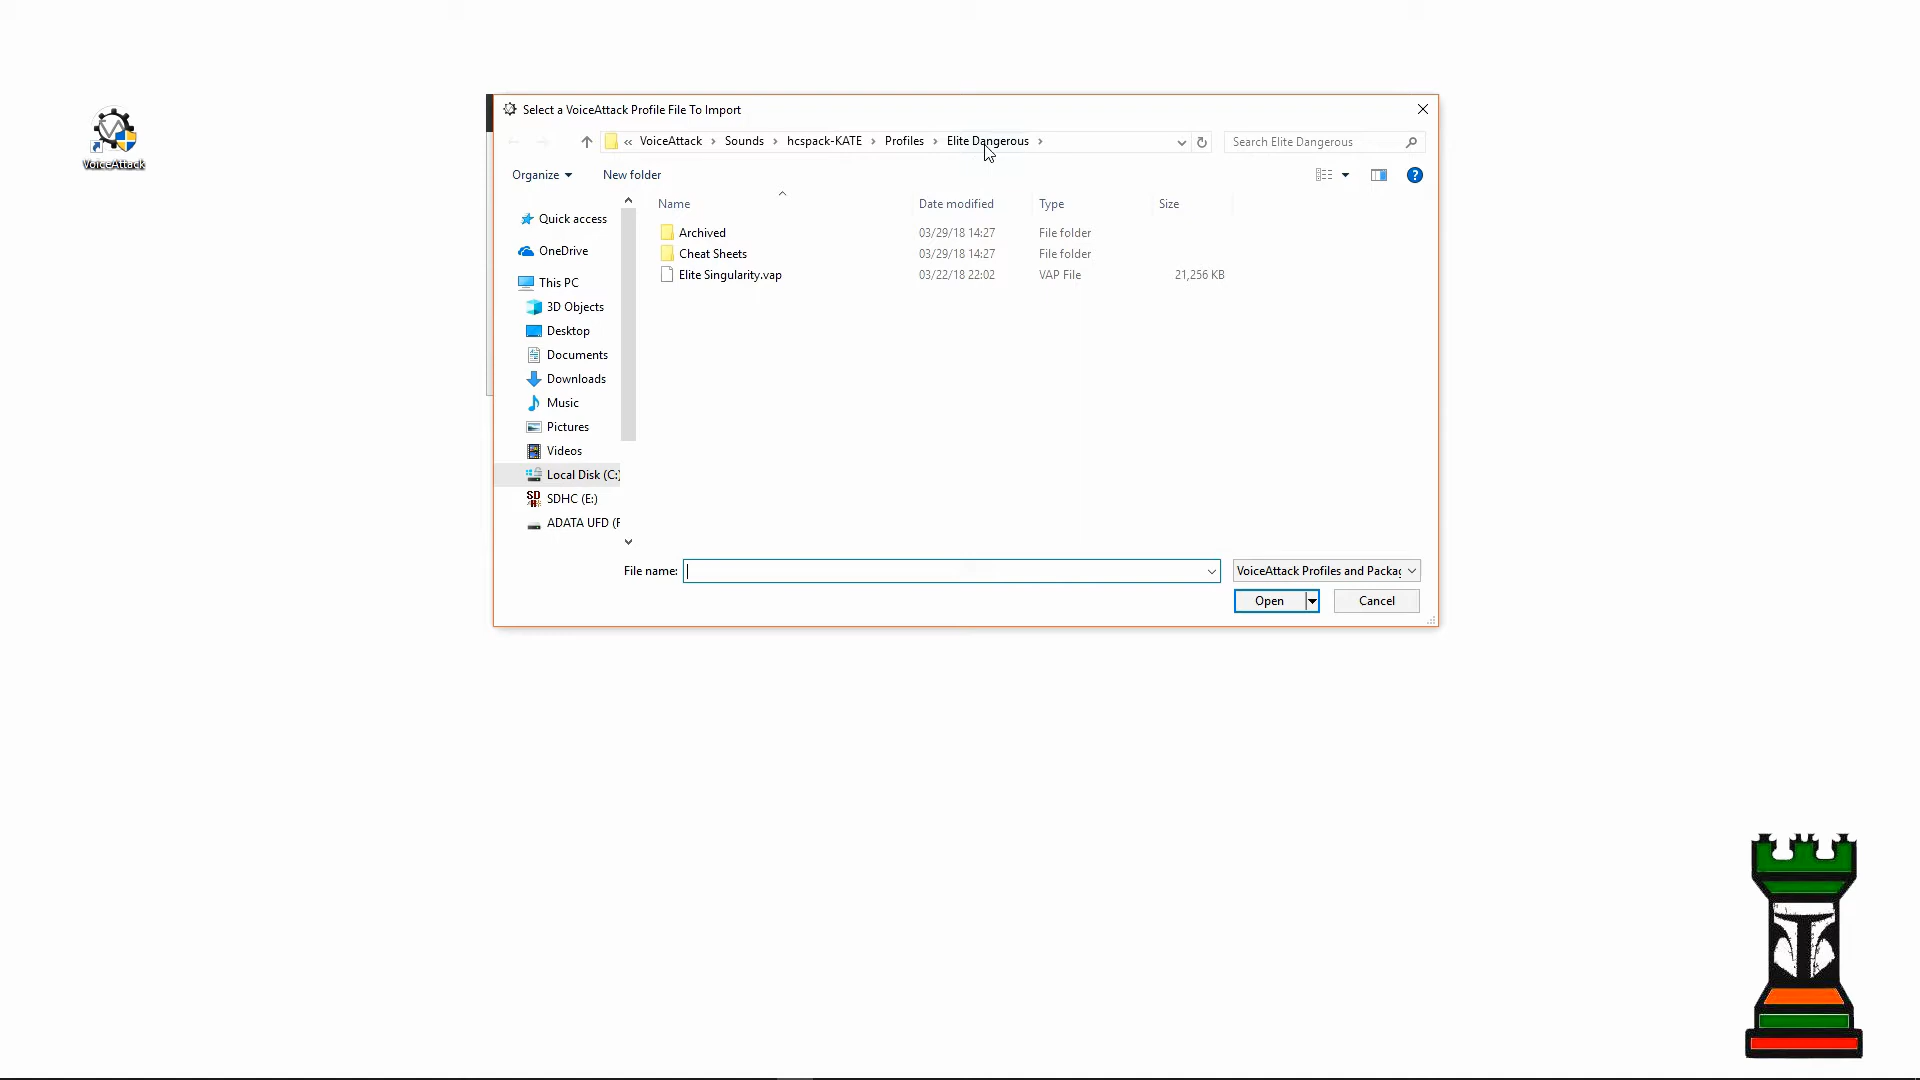 Select a VoiceAttack Profile File To Import
« VoiceAttack › Sounds › hcspack-KATE › Profiles › Elite Dangerous ›
Search Elite Dangerous
VoiceAttack
Organize
New folder
Name
Date modified
Type
Size
Quick access
OneDrive
This PC
3D Objects
Desktop
Documents
Downloads
Music
Pictures
Videos
Local Disk (C:)
SDHC (E:)
ADATA UFD (F
Archived 03/29/18 14:27 File folder
Cheat Sheets 03/29/18 14:27 File folder
Elite Singularity.vap 03/22/18 22:02 VAP File 21,256 KB
File name:
VoiceAttack Profiles and Packag
Open
Cancel